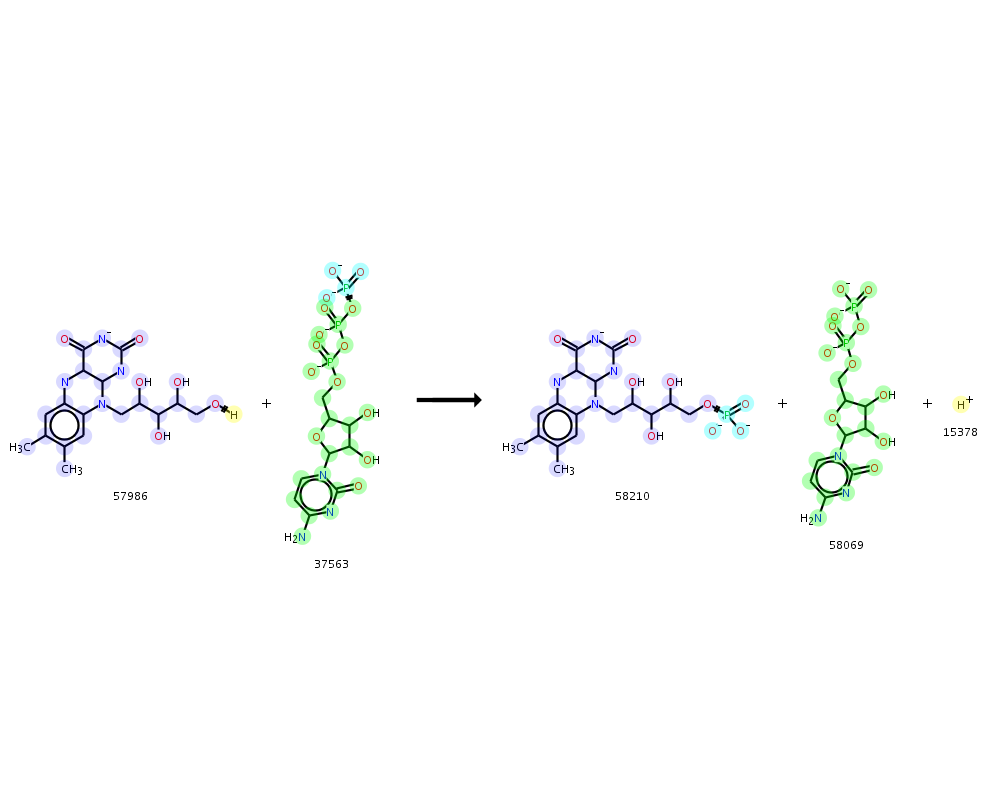 O N⁻ O
N N
N N
OH OH
OH
O H
H₃C
CH₃
57986
+
O⁻ O
O⁻ P
O O
O⁻ P
O O
O⁻ P
O
OH
O
OH
N O
N
H₂N
37563
O N⁻ O
N N
N N
OH OH
OH
O P O
O⁻ O⁻
H₃C
CH₃
58210
+
O⁻ O
O⁻ P
O O
O⁻ P
O
OH
O
OH
N O
N
H₂N
58069
+
H⁺
15378